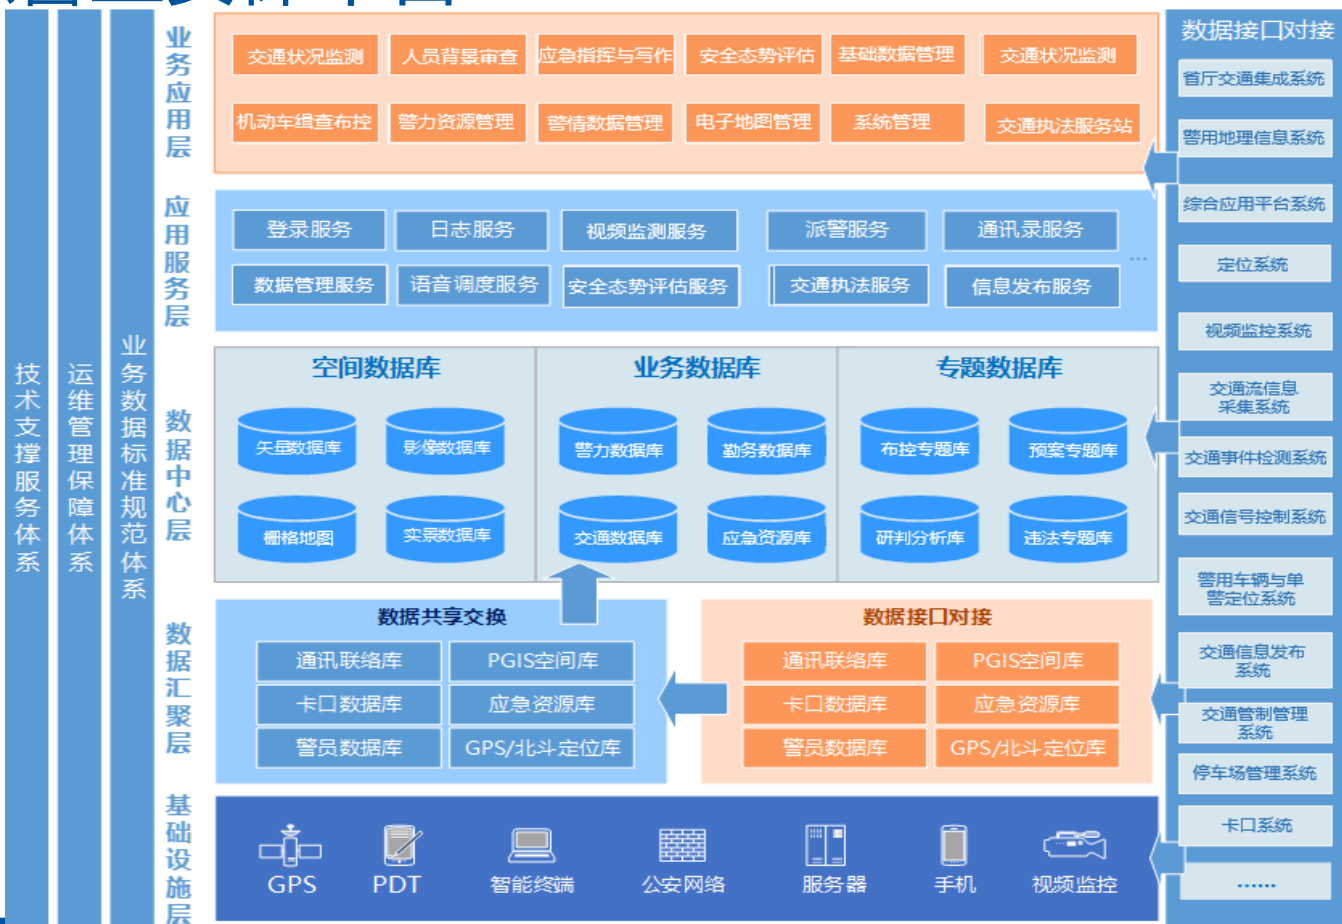 技术支撑服务体系
运维管理保障体系
业务数据标准规范体系
业务应用层
交通状况监测
人员背景审查
应急指挥与写作
安全态势评估
基础数据管理
交通状况监测
机动车缉查布控
警力资源管理
警情数据管理
电子地图管理
系统管理
交通执法服务站
应用服务层
登录服务
日志服务
视频监测服务
派警服务
通讯录服务
数据管理服务
语音调度服务
安全态势评估服务
交通执法服务
信息发布服务
...
数据中心层
空间数据库
业务数据库
专题数据库
矢量数据库
影像数据库
警力数据库
勤务数据库
布控专题库
预案专题库
栅格地图
实景数据库
交通数据库
应急资源库
研判分析库
违法专题库
数据汇聚层
数据共享交换
通讯联络库
PGIS空间库
卡口数据库
应急资源库
警员数据库
GPS/北斗定位库
数据接口对接
通讯联络库
PGIS空间库
卡口数据库
应急资源库
警员数据库
GPS/北斗定位库
基础设施层
GPS
PDT
智能终端
公安网络
服务器
手机
视频监控
数据接口对接
省厅交通集成系统
警用地理信息系统
综合应用平台系统
定位系统
视频监控系统
交通流信息
采集系统
交通事件检测系统
交通信号控制系统
警用车辆与单
警定位系统
交通信息发布
系统
交通管制管理
系统
停车场管理系统
卡口系统
......